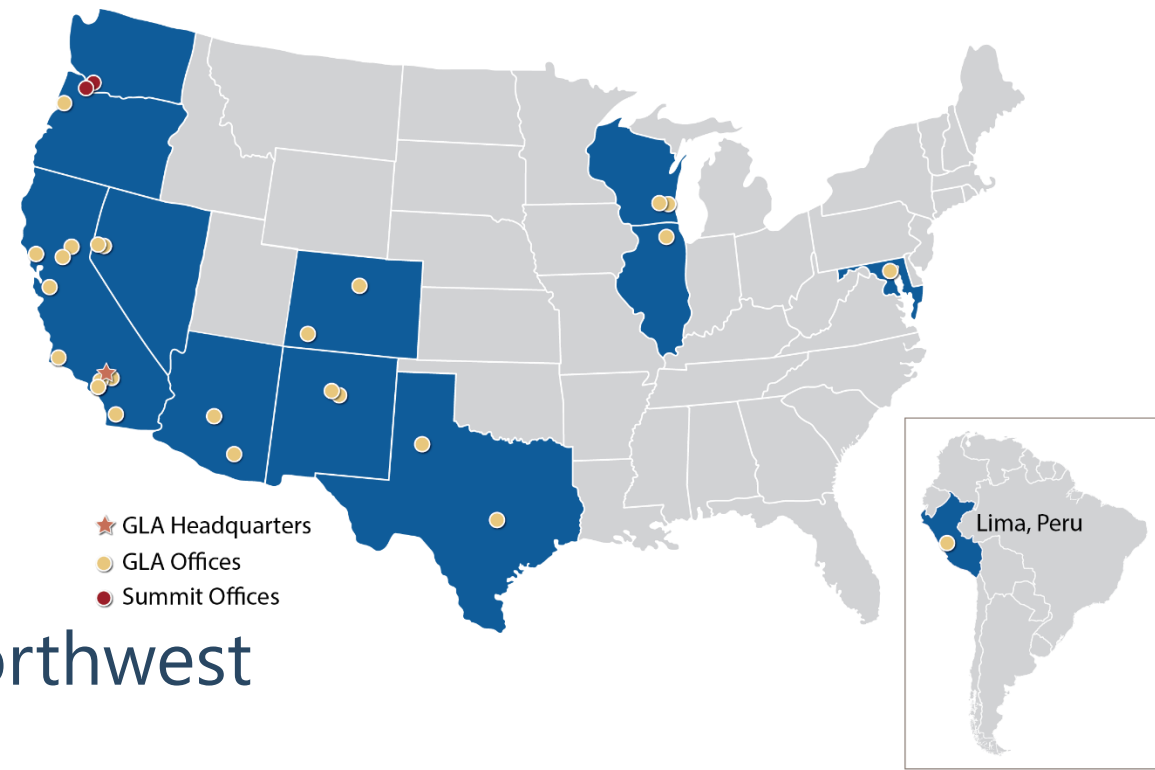 Lima, Peru
GLA Headquarters
GLA Offices
Summit Offices
orthwest